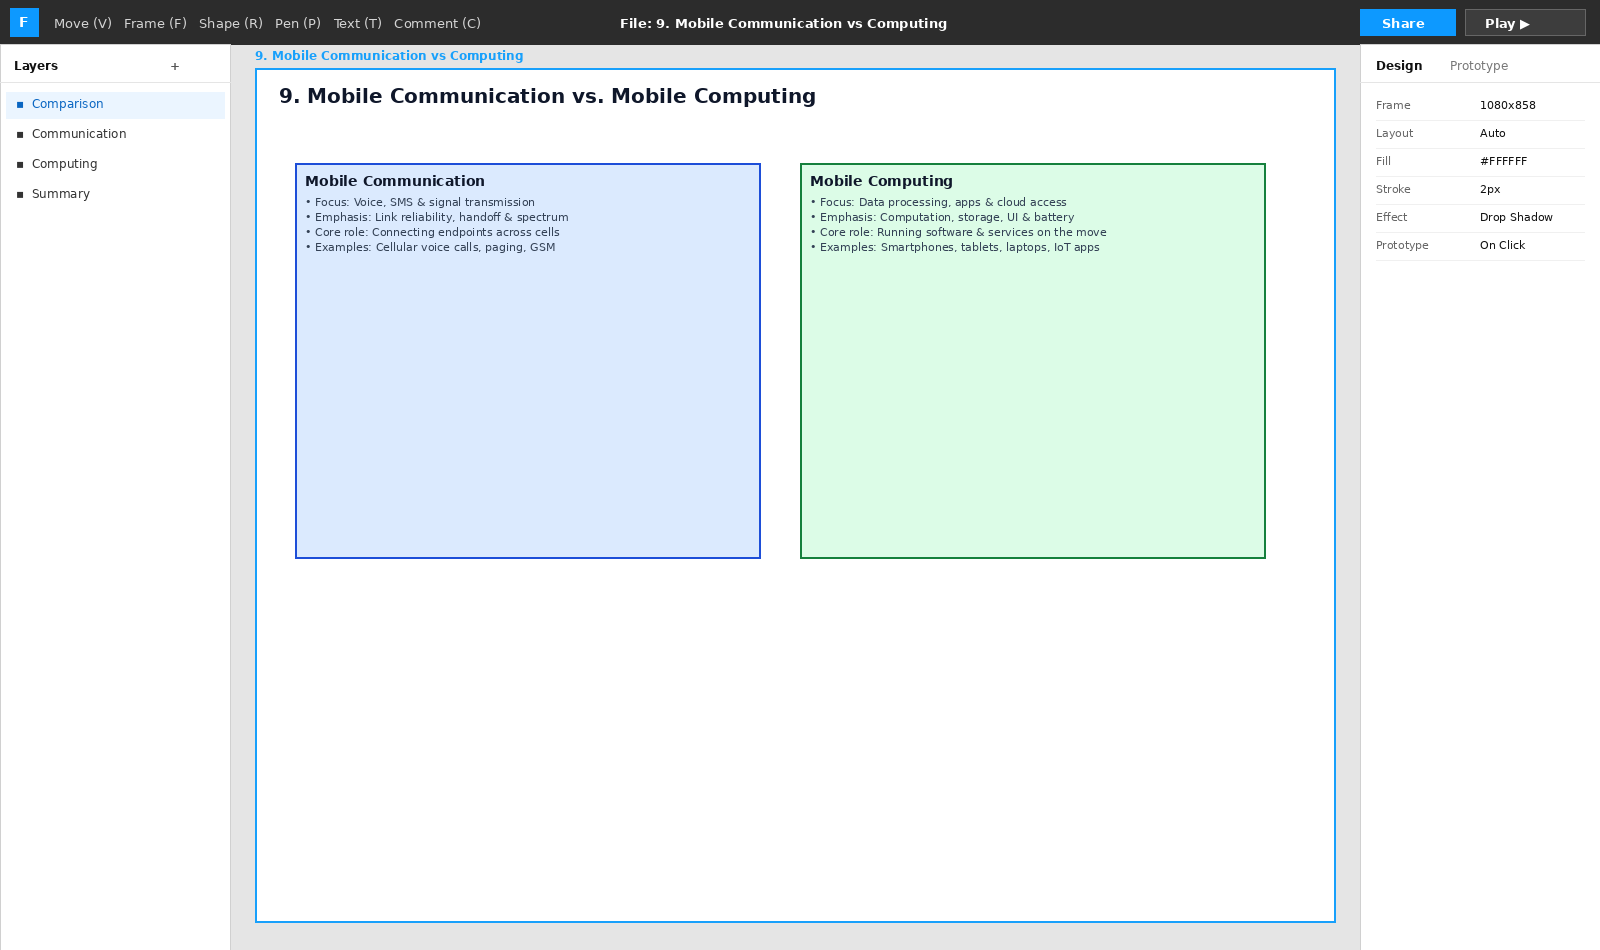 F Move (V) Frame (F) Shape (R) Pen (P) Text (T) Comment (C) File: 9. Mobile Communication vs Computing Share Play ▶
Layers +
Comparison
Communication
Computing
Summary
9. Mobile Communication vs Computing
9. Mobile Communication vs. Mobile Computing
Mobile Communication
• Focus: Voice, SMS & signal transmission
• Emphasis: Link reliability, handoff & spectrum
• Core role: Connecting endpoints across cells
• Examples: Cellular voice calls, paging, GSM
Mobile Computing
• Focus: Data processing, apps & cloud access
• Emphasis: Computation, storage, UI & battery
• Core role: Running software & services on the move
• Examples: Smartphones, tablets, laptops, IoT apps
Design Prototype
Frame 1080x858
Layout Auto
Fill #FFFFFF
Stroke 2px
Effect Drop Shadow
Prototype On Click